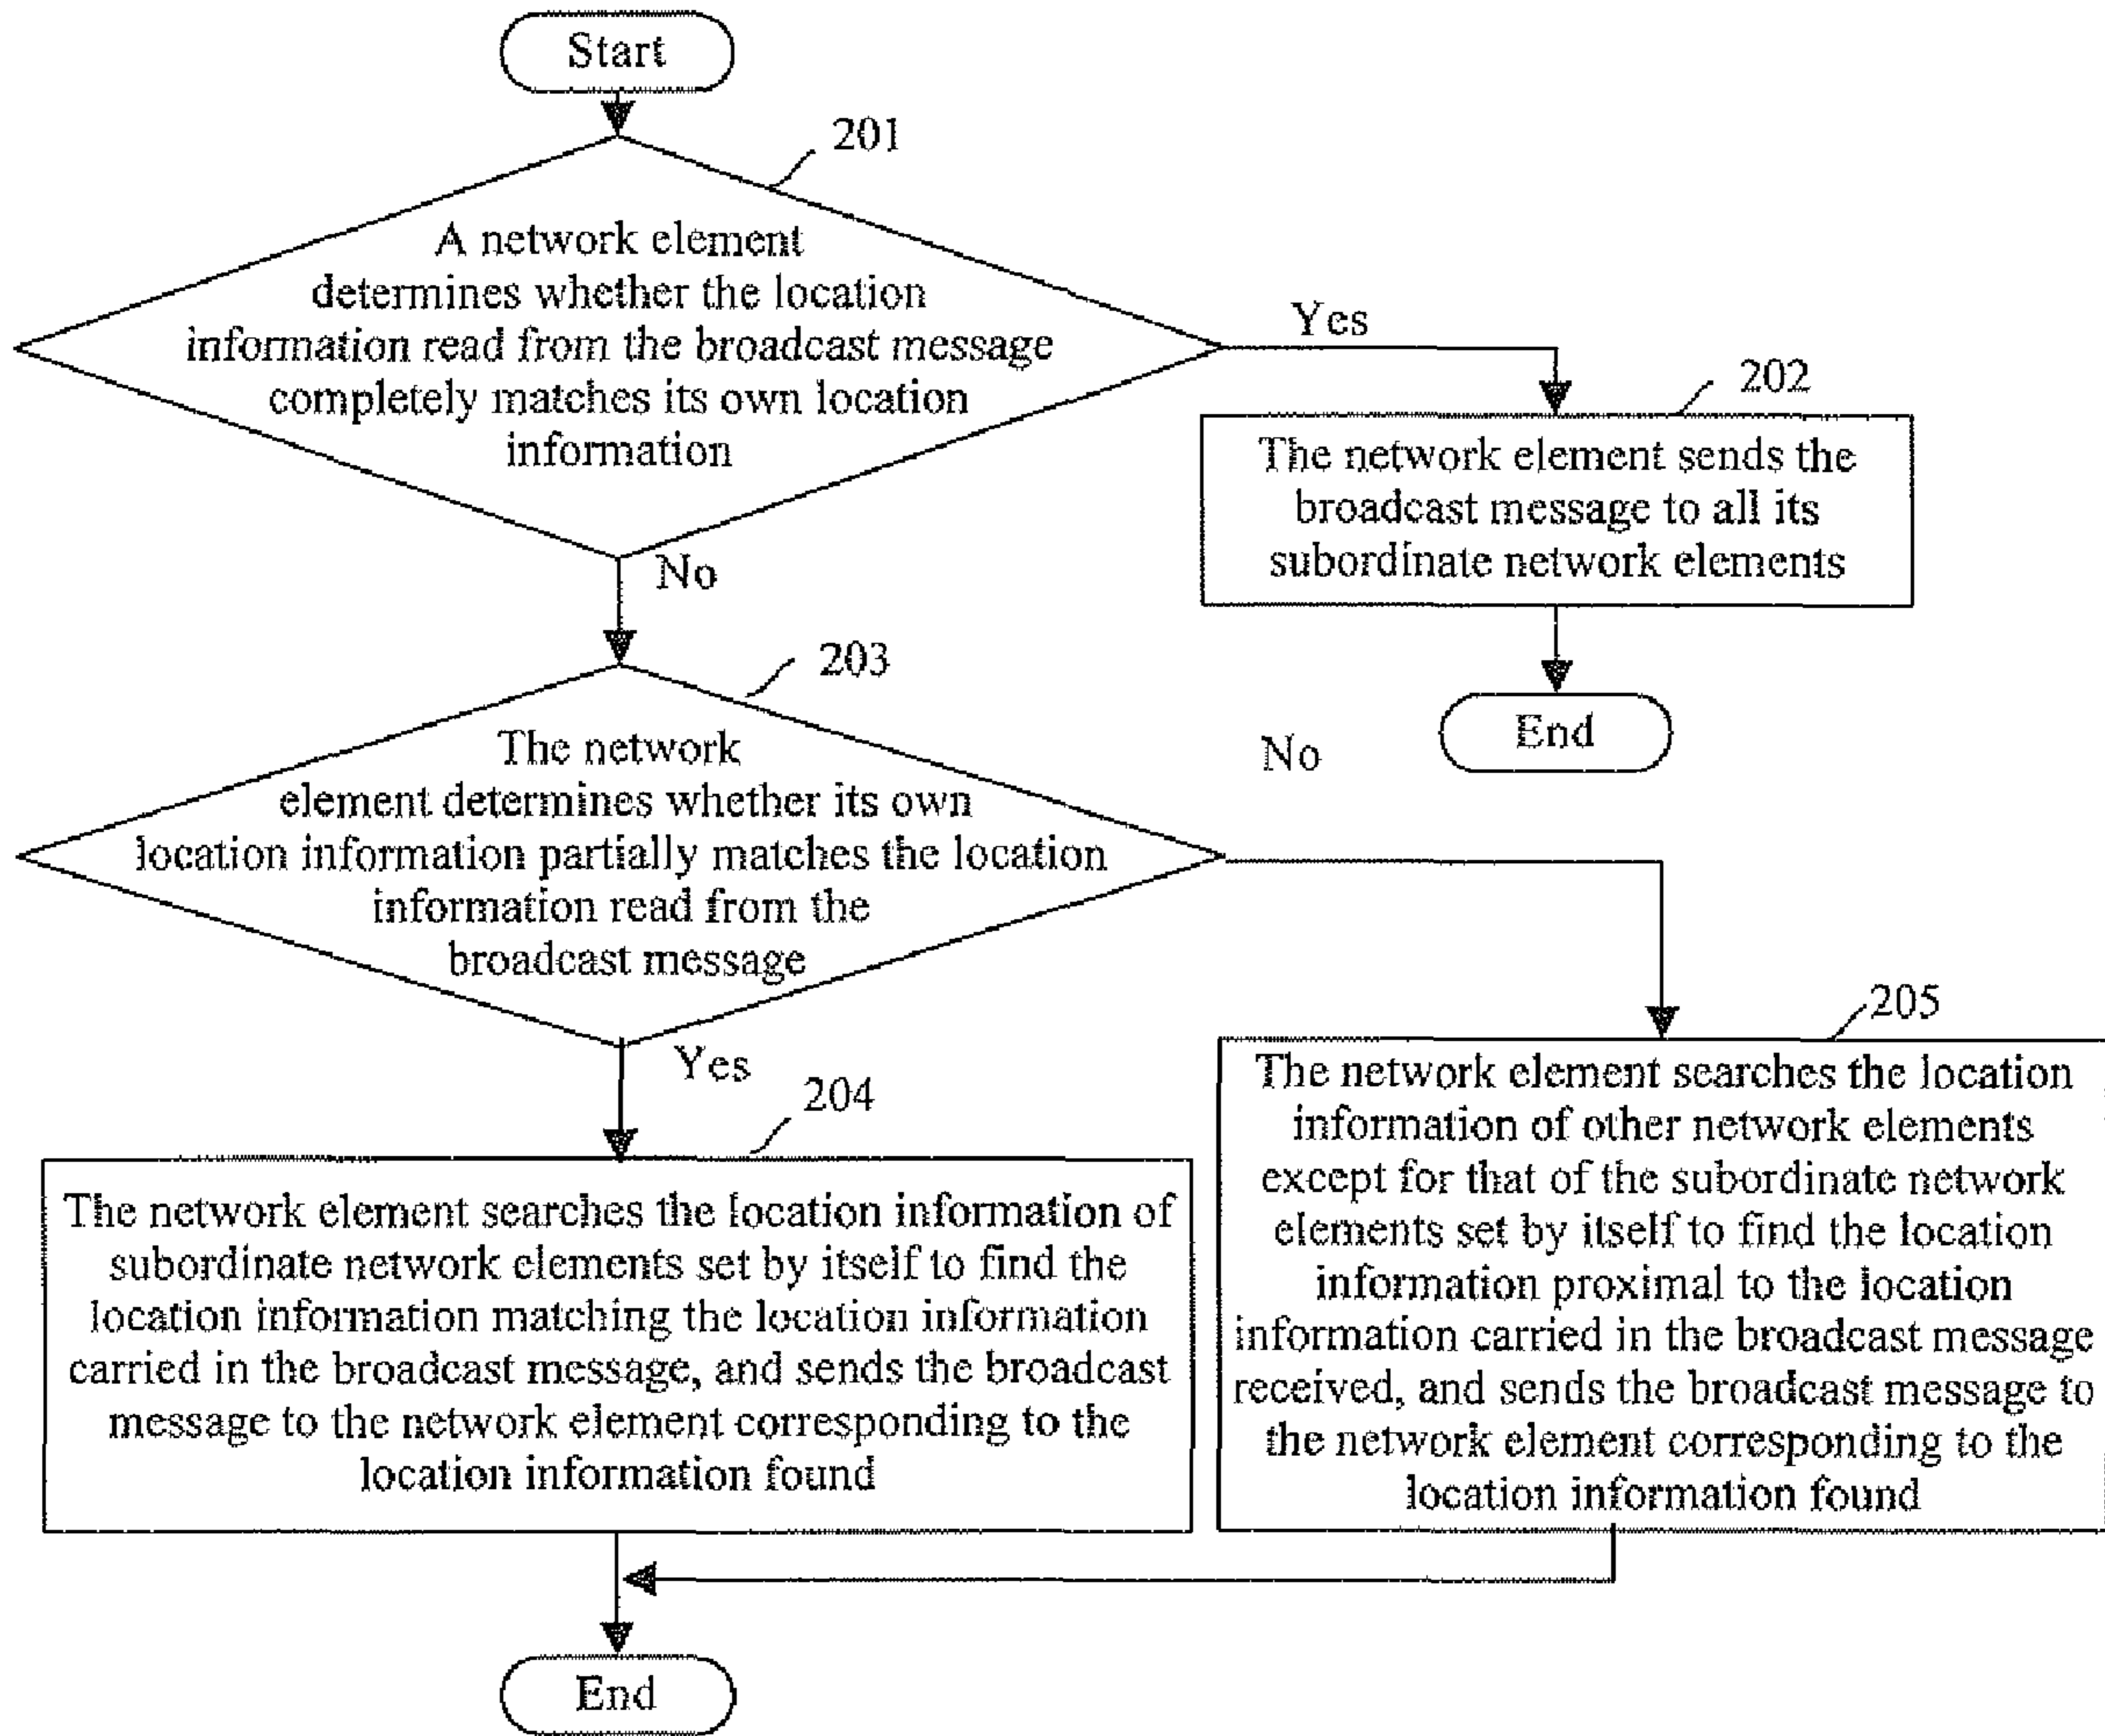 Start
201
A network element
determines whether the location
information read from the broadcast message
completely matches its own location
information
Yes
202
The network element sends the
broadcast message to all its
subordinate network elements
No
End
203
The network
element determines whether its own
location information partially matches the location
information read from the
broadcast message
No
Yes
204
The network element searches the location information of
subordinate network elements set by itself to find the
location information matching the location information
carried in the broadcast message, and sends the broadcast
message to the network element corresponding to the
location information found
205
The network element searches the location
information of other network elements
except for that of the subordinate network
elements set by itself to find the location
information proximal to the location
information carried in the broadcast message
received, and sends the broadcast message to
the network element corresponding to the
location information found
End